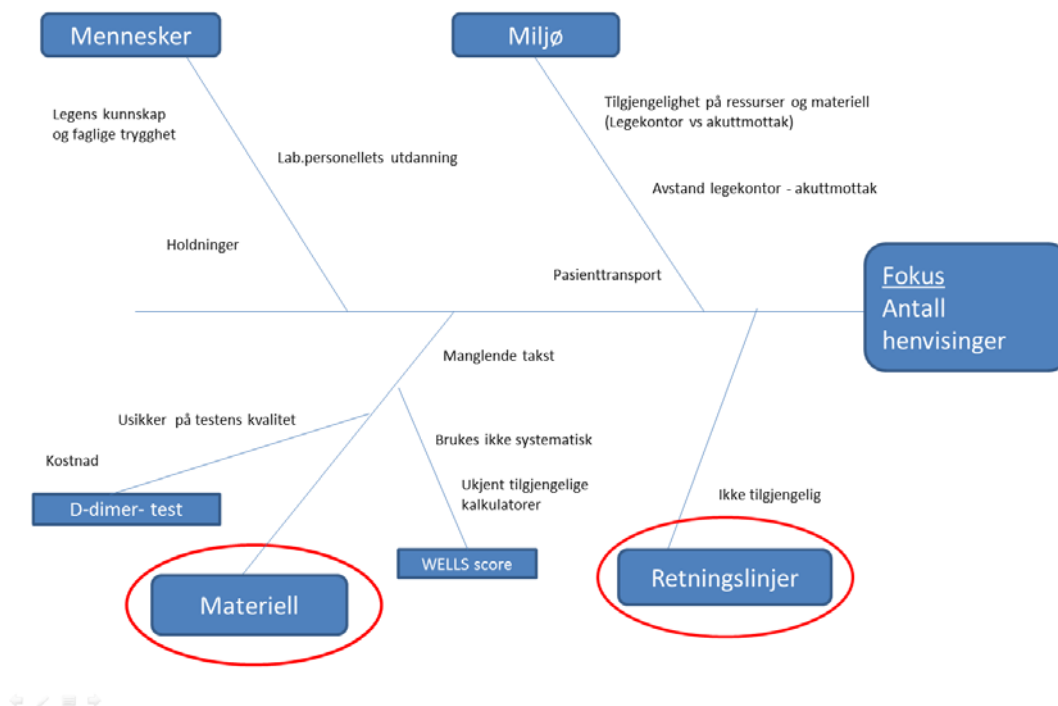 Mennesker
Miljø
Legens kunnskap
og faglige trygghet
Tilgjengelighet på ressurser og materiell
(Legekontor vs akuttmottak)
Lab.personellets utdanning
Avstand legekontor - akuttmottak
Holdninger
Pasienttransport
Fokus
Antall
henvisinger
Manglende takst
Usikker på testens kvalitet
Brukes ikke systematisk
Kostnad
Ukjent tilgjengelige
kalkulatorer
Ikke tilgjengelig
D-dimer- test
WELLS score
Retningslinjer
Materiell